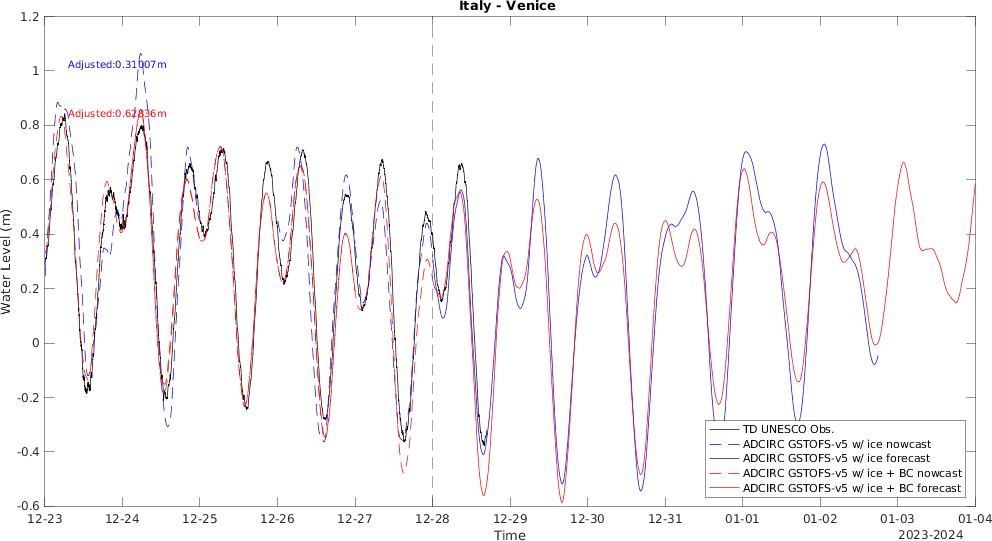 Italy - Venice
1.2
1
0.8
0.6
0.4
0.2
0
-0.2
-0.4
-0.6
Water Level (m)
Adjusted:0.31007m
Adjusted:0.62836m
TD UNESCO Obs.
ADCIRC GSTOFS-v5 w/ ice nowcast
ADCIRC GSTOFS-v5 w/ ice forecast
ADCIRC GSTOFS-v5 w/ ice + BC nowcast
ADCIRC GSTOFS-v5 w/ ice + BC forecast
12-23 12-24 12-25 12-26 12-27 12-28 12-29 12-30 12-31 01-01 01-02 01-03 01-04
Time
2023-2024